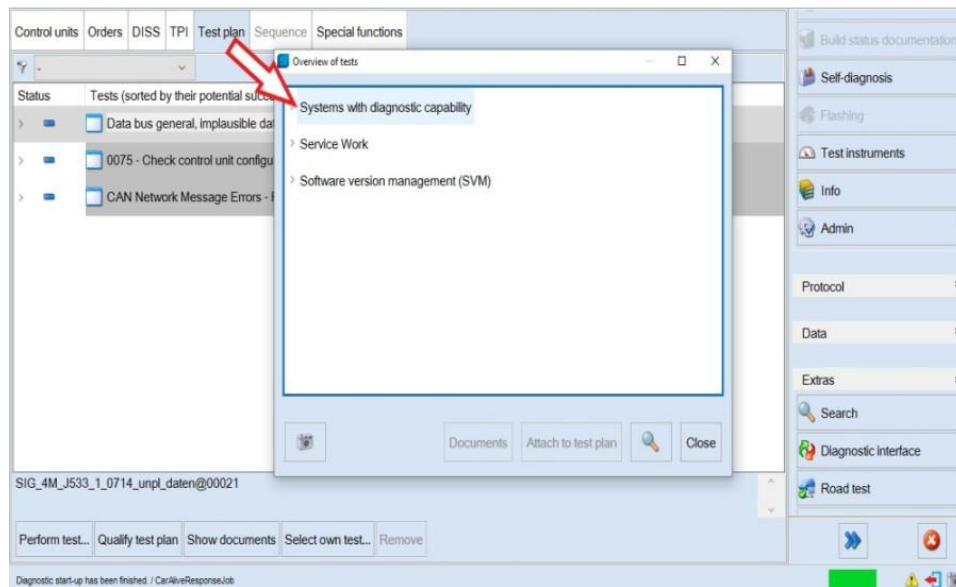 Control units Orders DISS TPI Test plan Sequence Special functions
-
Status Tests (sorted by their potential
Data bus general, implausible
0075 - Check control unit
CAN Network Message Errors -
Overview of tests
Systems with diagnostic capability
Service Work
Software version management (SVM)
Documents Attach to test plan Close
SIG_4M_J533_1_0714_unpl_daten@00021
Perform test... Qualify test plan Show documents Select own test... Remove
Diagnostic start-up has been finished. / CarAliveResponseJob
Build status documentation
Self-diagnosis
Flashing
Test instruments
Info
Admin
Protocol
Data
Extras
Search
Diagnostic interface
Road test